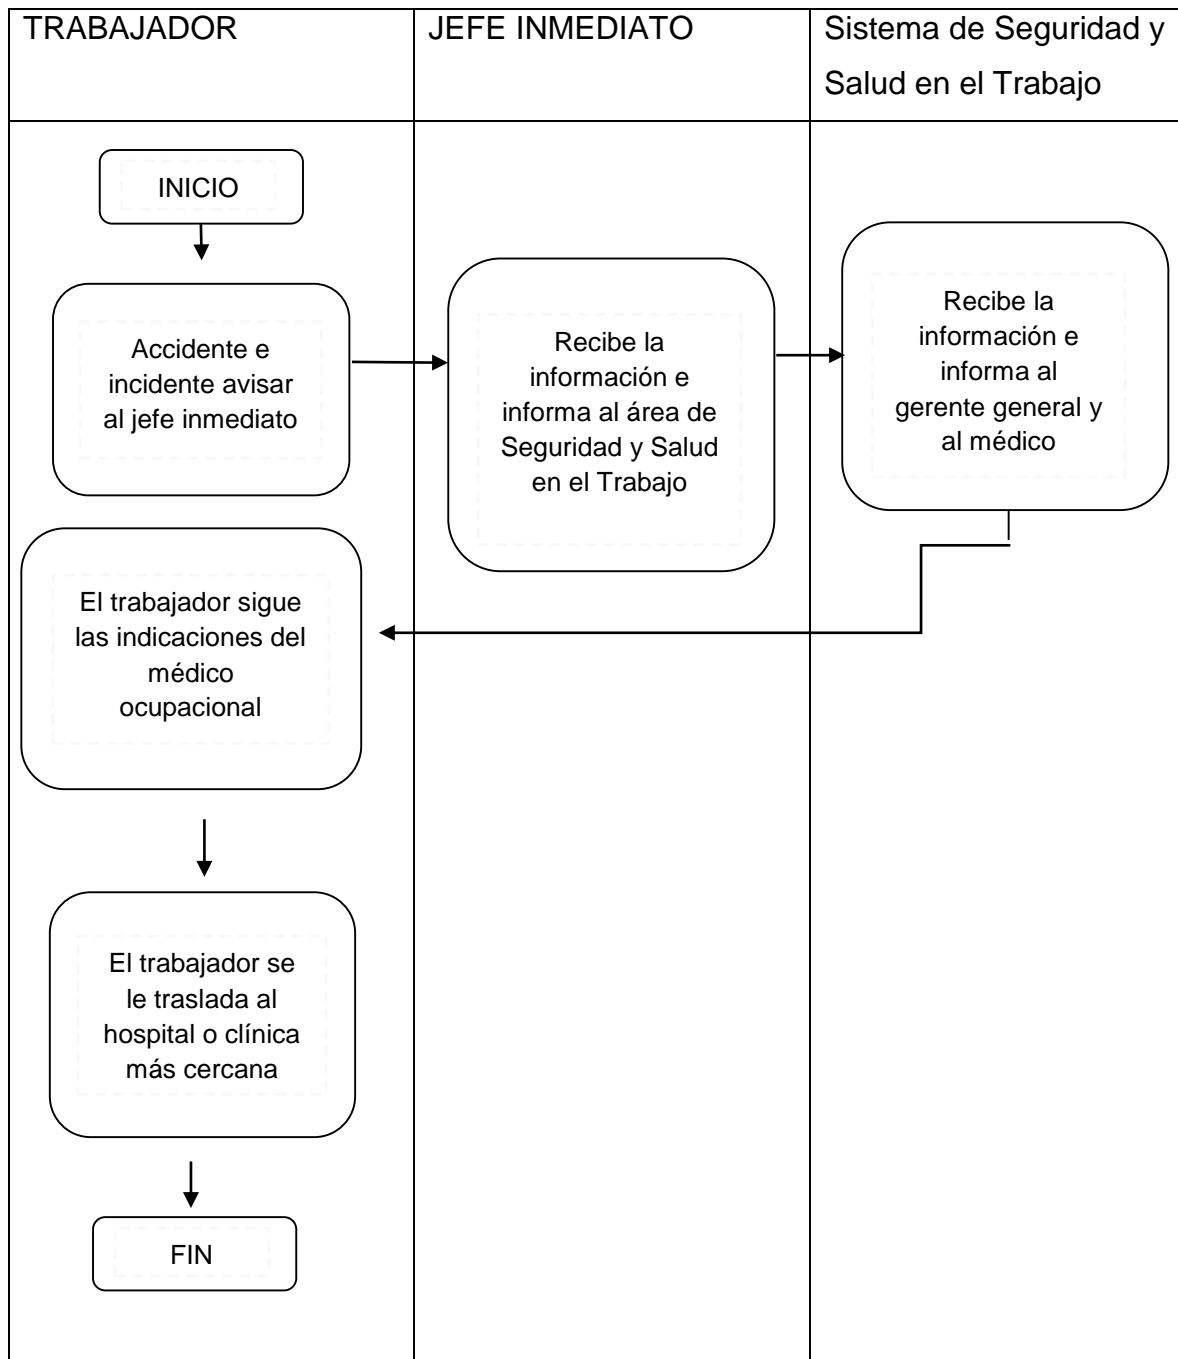 TRABAJADOR
JEFE INMEDIATO
Sistema de Seguridad y
Salud en el Trabajo
INICIO
Accidente e
incidente avisar
al jefe inmediato
Recibe la
información e
informa al área de
Seguridad y Salud
en el Trabajo
Recibe la
información e
informa al
gerente general y
al médico
El trabajador sigue
las indicaciones del
médico
ocupacional
El trabajador se
le traslada al
hospital o clínica
más cercana
FIN